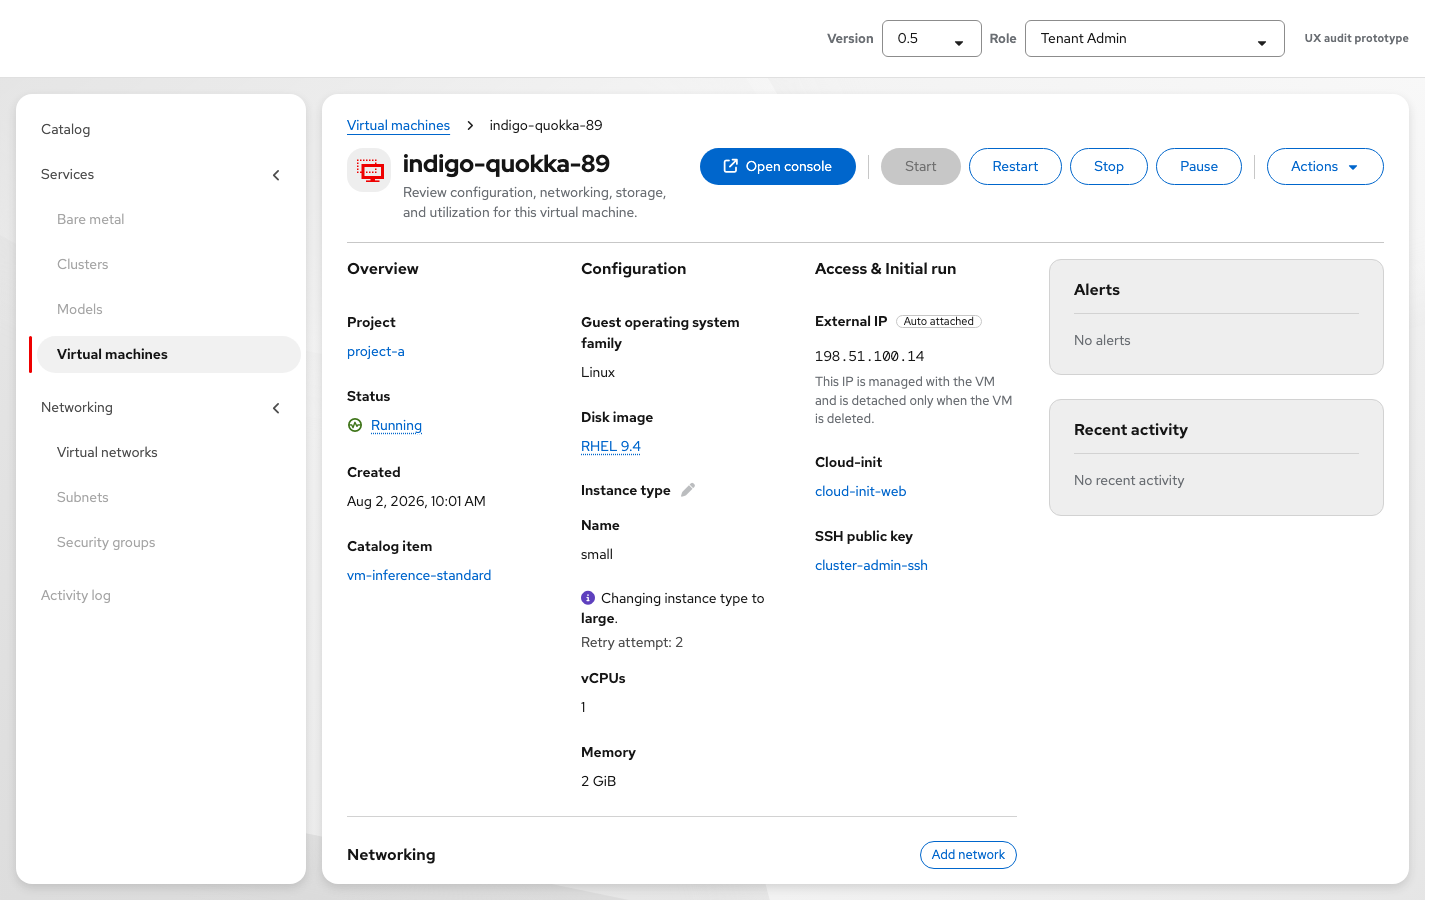 Version 0.5 Role Tenant Admin UX audit prototype
Catalog
Services
Bare metal
Clusters
Models
Virtual machines
Networking
Virtual networks
Subnets
Security groups
Activity log
Virtual machines > indigo-quokka-89
indigo-quokka-89
Review configuration, networking, storage,
and utilization for this virtual machine.
Open console Start Restart Stop Pause Actions
Overview
Project
project-a
Status
Running
Created
Aug 2, 2026, 10:01 AM
Catalog item
vm-inference-standard
Configuration
Guest operating system
family
Linux
Disk image
RHEL 9.4
Instance type
Name
small
Changing instance type to
large.
Retry attempt: 2
vCPUs
1
Memory
2 GiB
Access & Initial run
External IP Auto attached
198.51.100.14
This IP is managed with the VM
and is detached only when the VM
is deleted.
Cloud-init
cloud-init-web
SSH public key
cluster-admin-ssh
Alerts
No alerts
Recent activity
No recent activity
Networking Add network